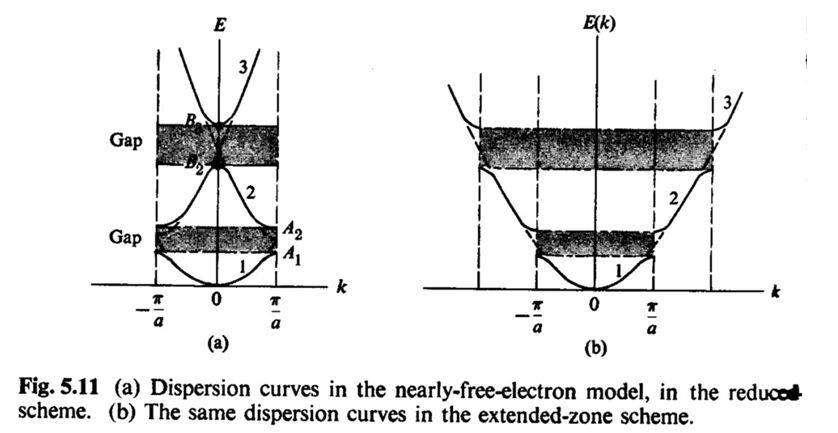 E
E(k)
3
3
B₃
Gap
B₂
2
2
Gap
A₂
A₁
1
1
k
k
−π/a
0
π/a
−π/a
0
π/a
(a)
(b)
Fig. 5.11 (a) Dispersion curves in the nearly-free-electron model, in the reduced-
scheme. (b) The same dispersion curves in the extended-zone scheme.